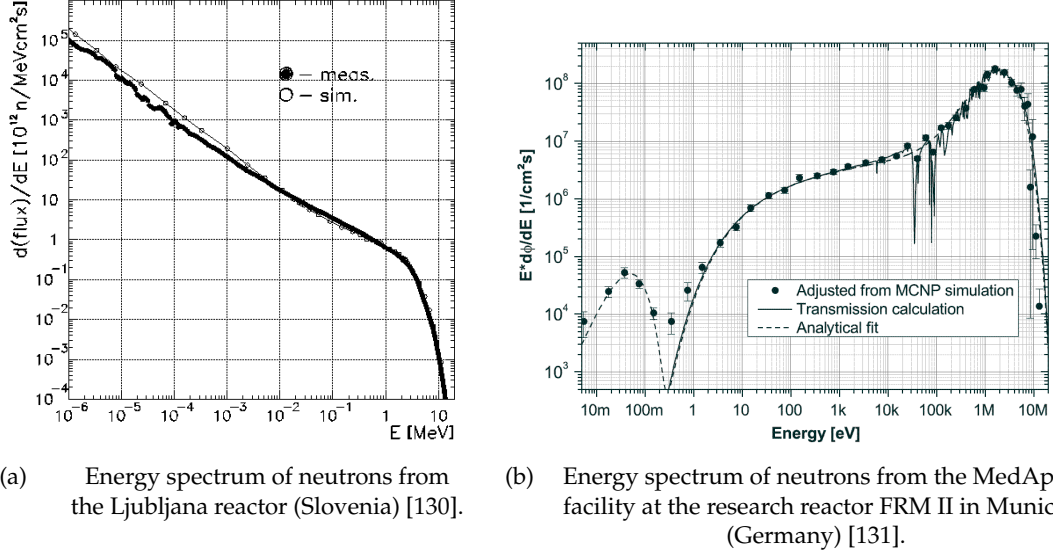 d(flux)/dE [10¹² n/MeVcm²s]
10⁵
10⁴
10³
10²
10
1
10⁻¹
10⁻²
10⁻³
10⁻⁴
● – meas.
○ – sim.
10⁻⁶ 10⁻⁵ 10⁻⁴ 10⁻³ 10⁻² 10⁻¹ 1 10
E [MeV]
(a) Energy spectrum of neutrons from
the Ljubljana reactor (Slovenia) [130].
E*dϕ/dE [1/cm²s]
10⁸
10⁷
10⁶
10⁵
10⁴
10³
Adjusted from MCNP simulation
Transmission calculation
Analytical fit
10m 100m 1 10 100 1k 10k 100k 1M 10M
Energy [eV]
(b) Energy spectrum of neutrons from the MedAp
facility at the research reactor FRM II in Munic
(Germany) [131].